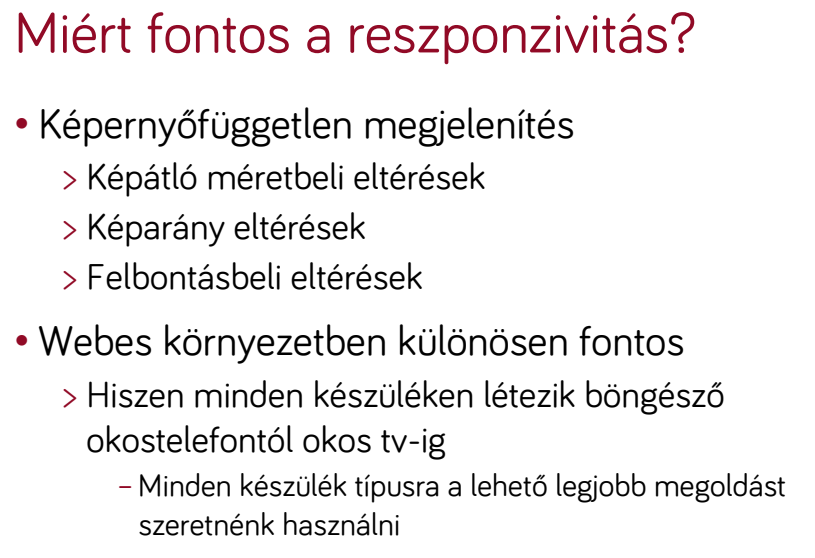 Miért fontos a reszponzivitás?
• Képernyőfüggetlen megjelenítés
> Képátló méretbeli eltérések
> Képarány eltérések
> Felbontásbeli eltérések
• Webes környezetben különösen fontos
> Hiszen minden készüléken létezik böngésző
okostelefontól okos tv-ig
– Minden készülék típusra a lehető legjobb megoldást
szeretnénk használni